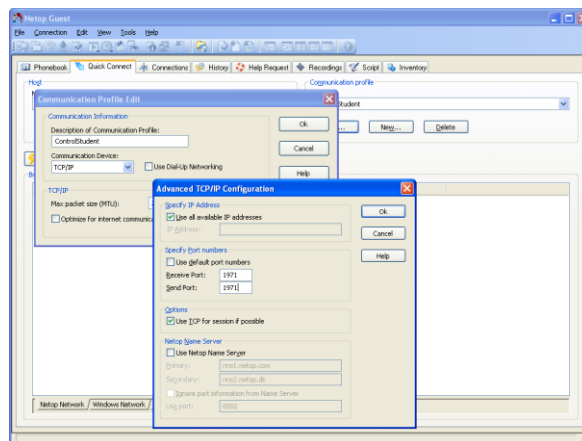 Netop Guest
File Connection Edit View Tools Help
Phonebook Quick Connect Connections History Help Request Recordings Script Inventory
Host
Communication profile
Student
New... Delete
Communication Profile Edit
Communication Information
Description of Communication Profile:
ControlStudent
Communication Device:
TCP/IP
Use Dial-Up Networking
Ok
Cancel
Help
TCP/IP
Max packet size (MTU):
Optimize for internet communic
Advanced TCP/IP Configuration
Specify IP Address
Use all available IP addresses
IP Address:
Specify Port numbers
Use default port numbers
Receive Port: 1971
Send Port: 1971
Options
Use TCP for session if possible
Netop Name Server
Use Netop Name Server
Primary: nns1.netop.com
Secondary: nns2.netop.dk
Ignore port information from Name Server
Use port: 6502
Ok
Cancel
Help
Netop Network Windows Network